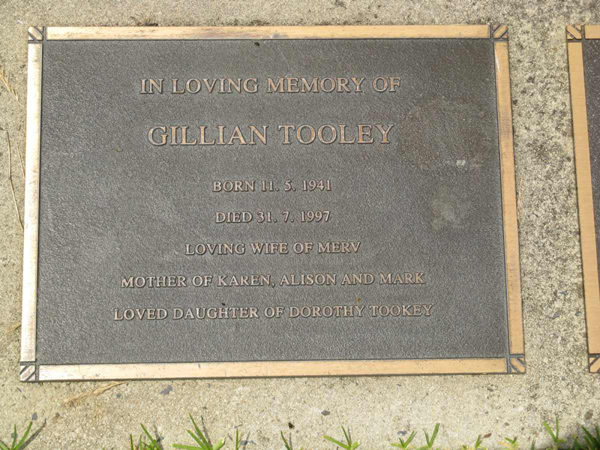 IN LOVING MEMORY OF
GILLIAN TOOLEY
BORN 11. 5. 1941
DIED 31. 7. 1997
LOVING WIFE OF MERV
MOTHER OF KAREN, ALISON AND MARK
LOVED DAUGHTER OF DOROTHY TOOKEY